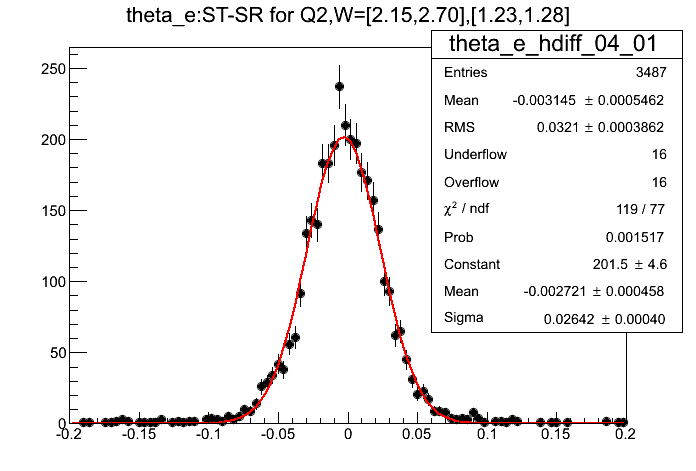 theta_e:ST-SR for Q2,W=[2.15,2.70],[1.23,1.28]
theta_e_hdiff_04_01
Entries 3487
Mean -0.003145 ± 0.0005462
RMS 0.0321 ± 0.0003862
Underflow 16
Overflow 16
χ² / ndf 119 / 77
Prob 0.001517
Constant 201.5 ± 4.6
Mean -0.002721 ± 0.000458
Sigma 0.02642 ± 0.00040
250
200
150
100
50
0
-0.2 -0.15 -0.1 -0.05 0 0.05 0.1 0.15 0.2